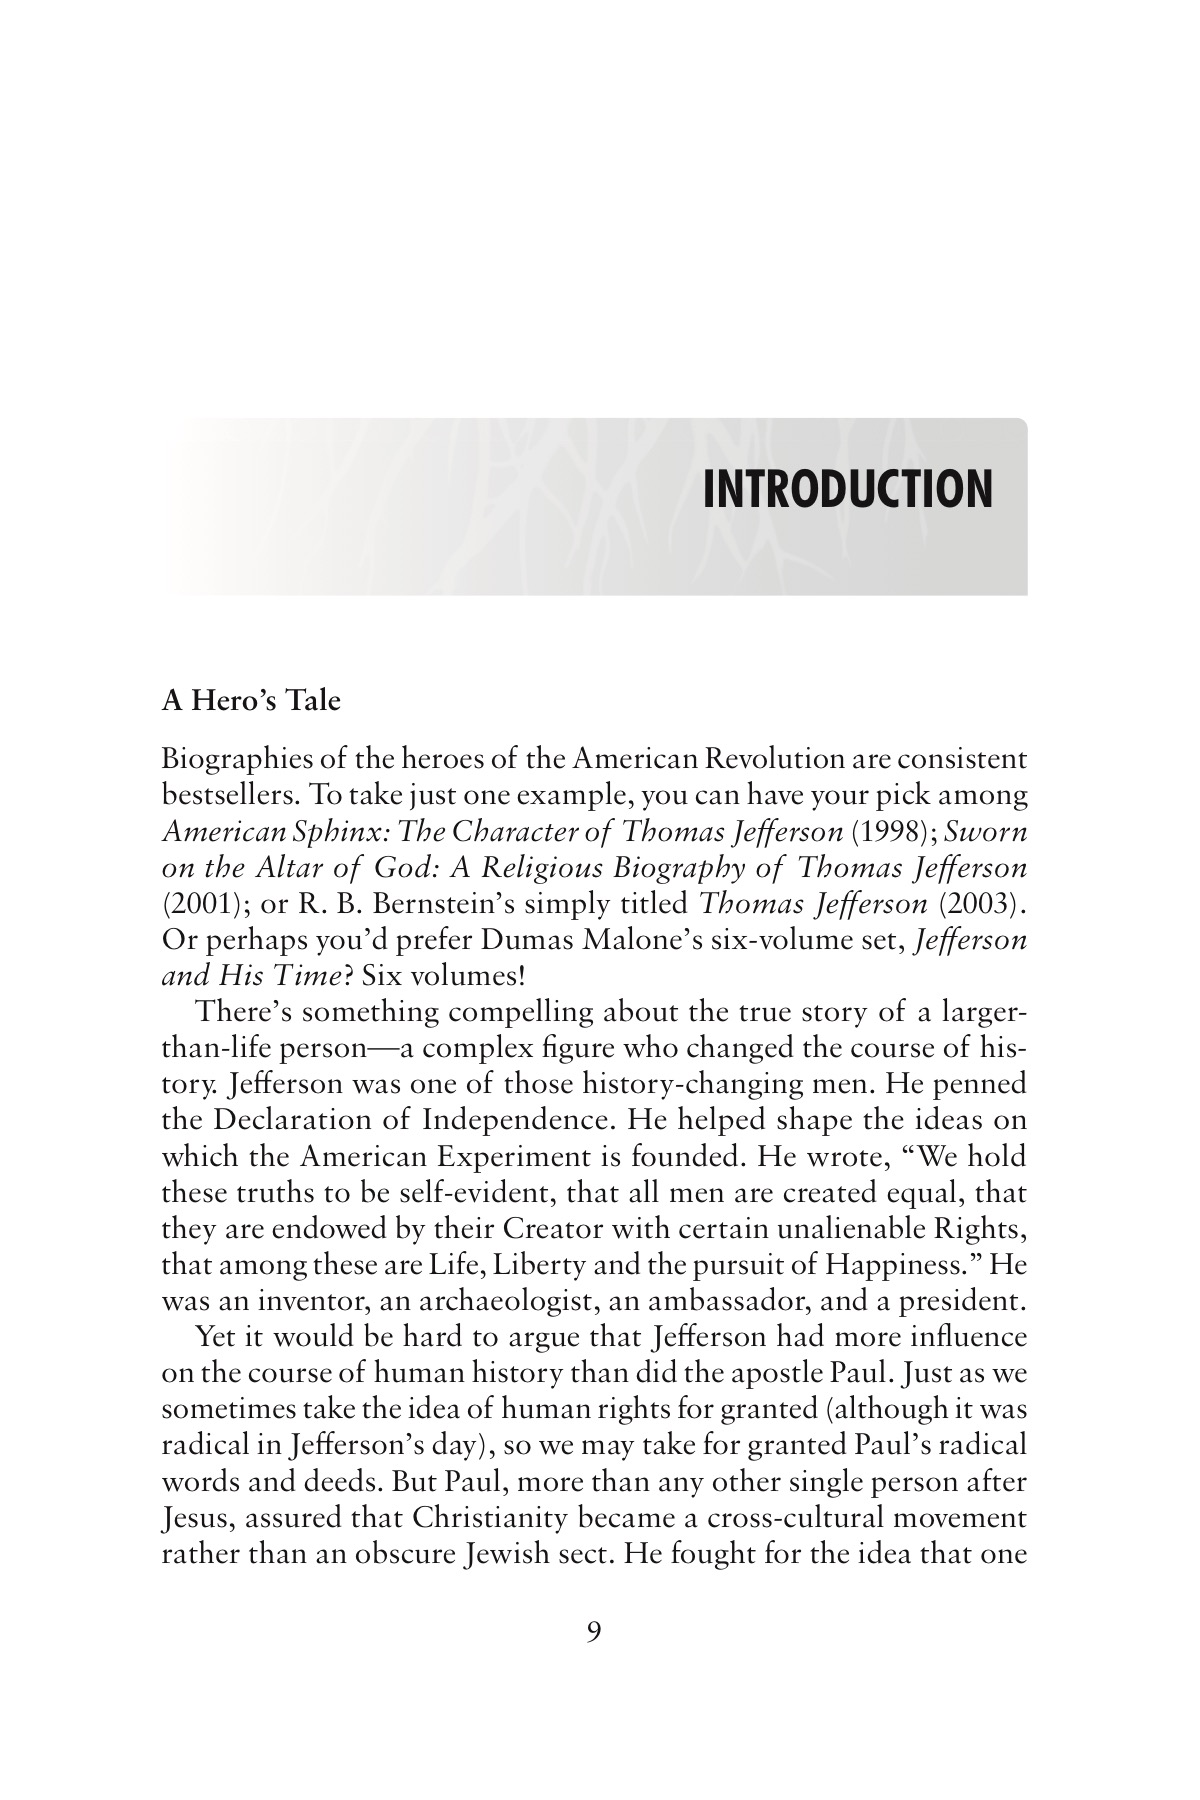 INTRODUCTION
A Hero’s Tale
Biographies of the heroes of the American Revolution are consistent
bestsellers. To take just one example, you can have your pick among
American Sphinx: The Character of Thomas Jefferson (1998); Sworn
on the Altar of God: A Religious Biography of Thomas Jefferson
(2001); or R. B. Bernstein’s simply titled Thomas Jefferson (2003).
Or perhaps you’d prefer Dumas Malone’s six-volume set, Jefferson
and His Time? Six volumes!
There’s something compelling about the true story of a larger-
than-life person—a complex figure who changed the course of his-
tory. Jefferson was one of those history-changing men. He penned
the Declaration of Independence. He helped shape the ideas on
which the American Experiment is founded. He wrote, “We hold
these truths to be self-evident, that all men are created equal, that
they are endowed by their Creator with certain unalienable Rights,
that among these are Life, Liberty and the pursuit of Happiness.” He
was an inventor, an archaeologist, an ambassador, and a president.
Yet it would be hard to argue that Jefferson had more influence
on the course of human history than did the apostle Paul. Just as we
sometimes take the idea of human rights for granted (although it was
radical in Jefferson’s day), so we may take for granted Paul’s radical
words and deeds. But Paul, more than any other single person after
Jesus, assured that Christianity became a cross-cultural movement
rather than an obscure Jewish sect. He fought for the idea that one
9